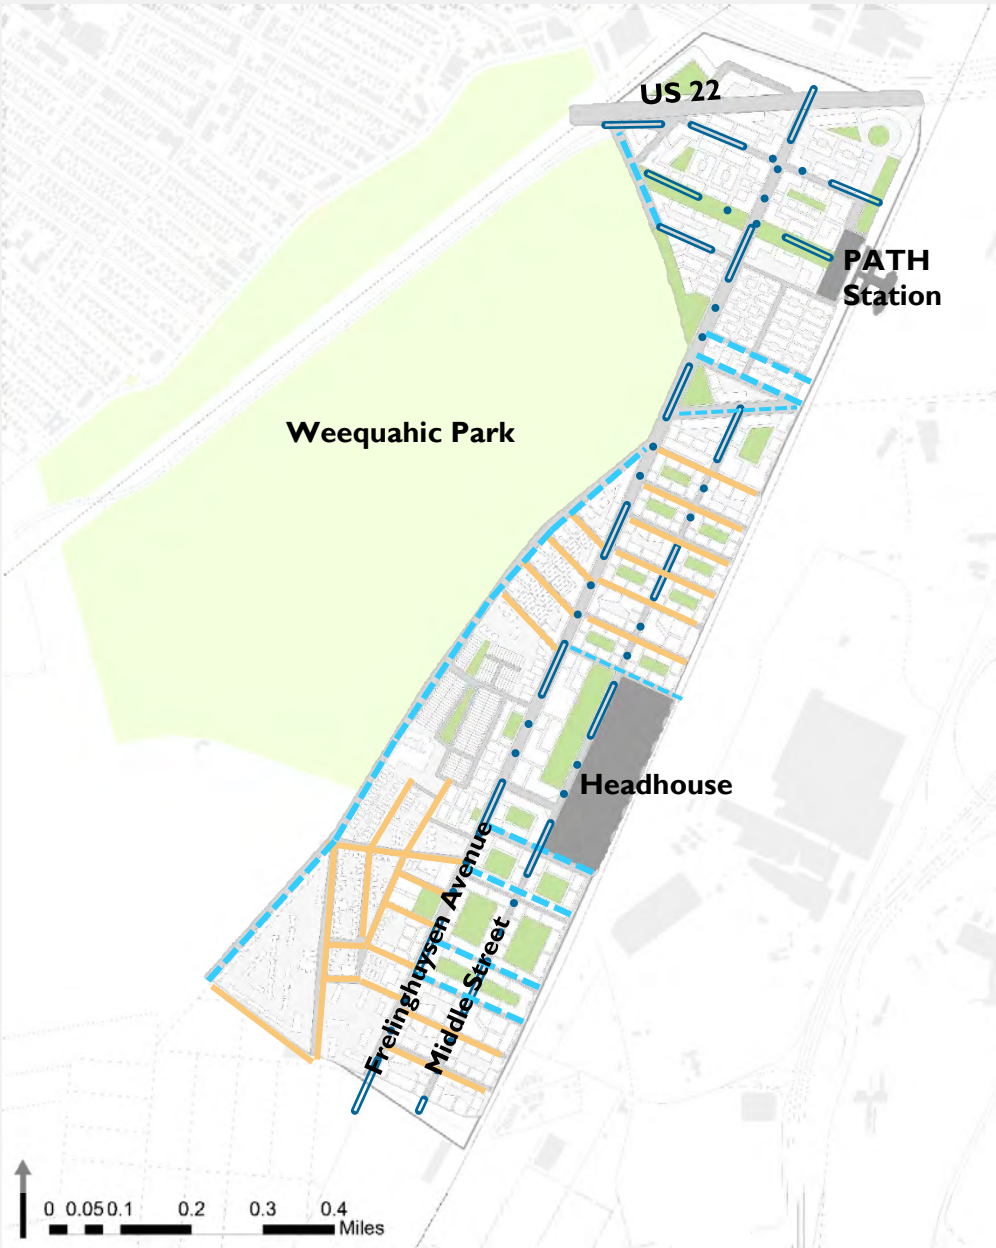 US 22
PATH
Station
Weequahic Park
Headhouse
Frelinghuysen Avenue
Middle Street
0 0.05 0.1 0.2 0.3 0.4
Miles